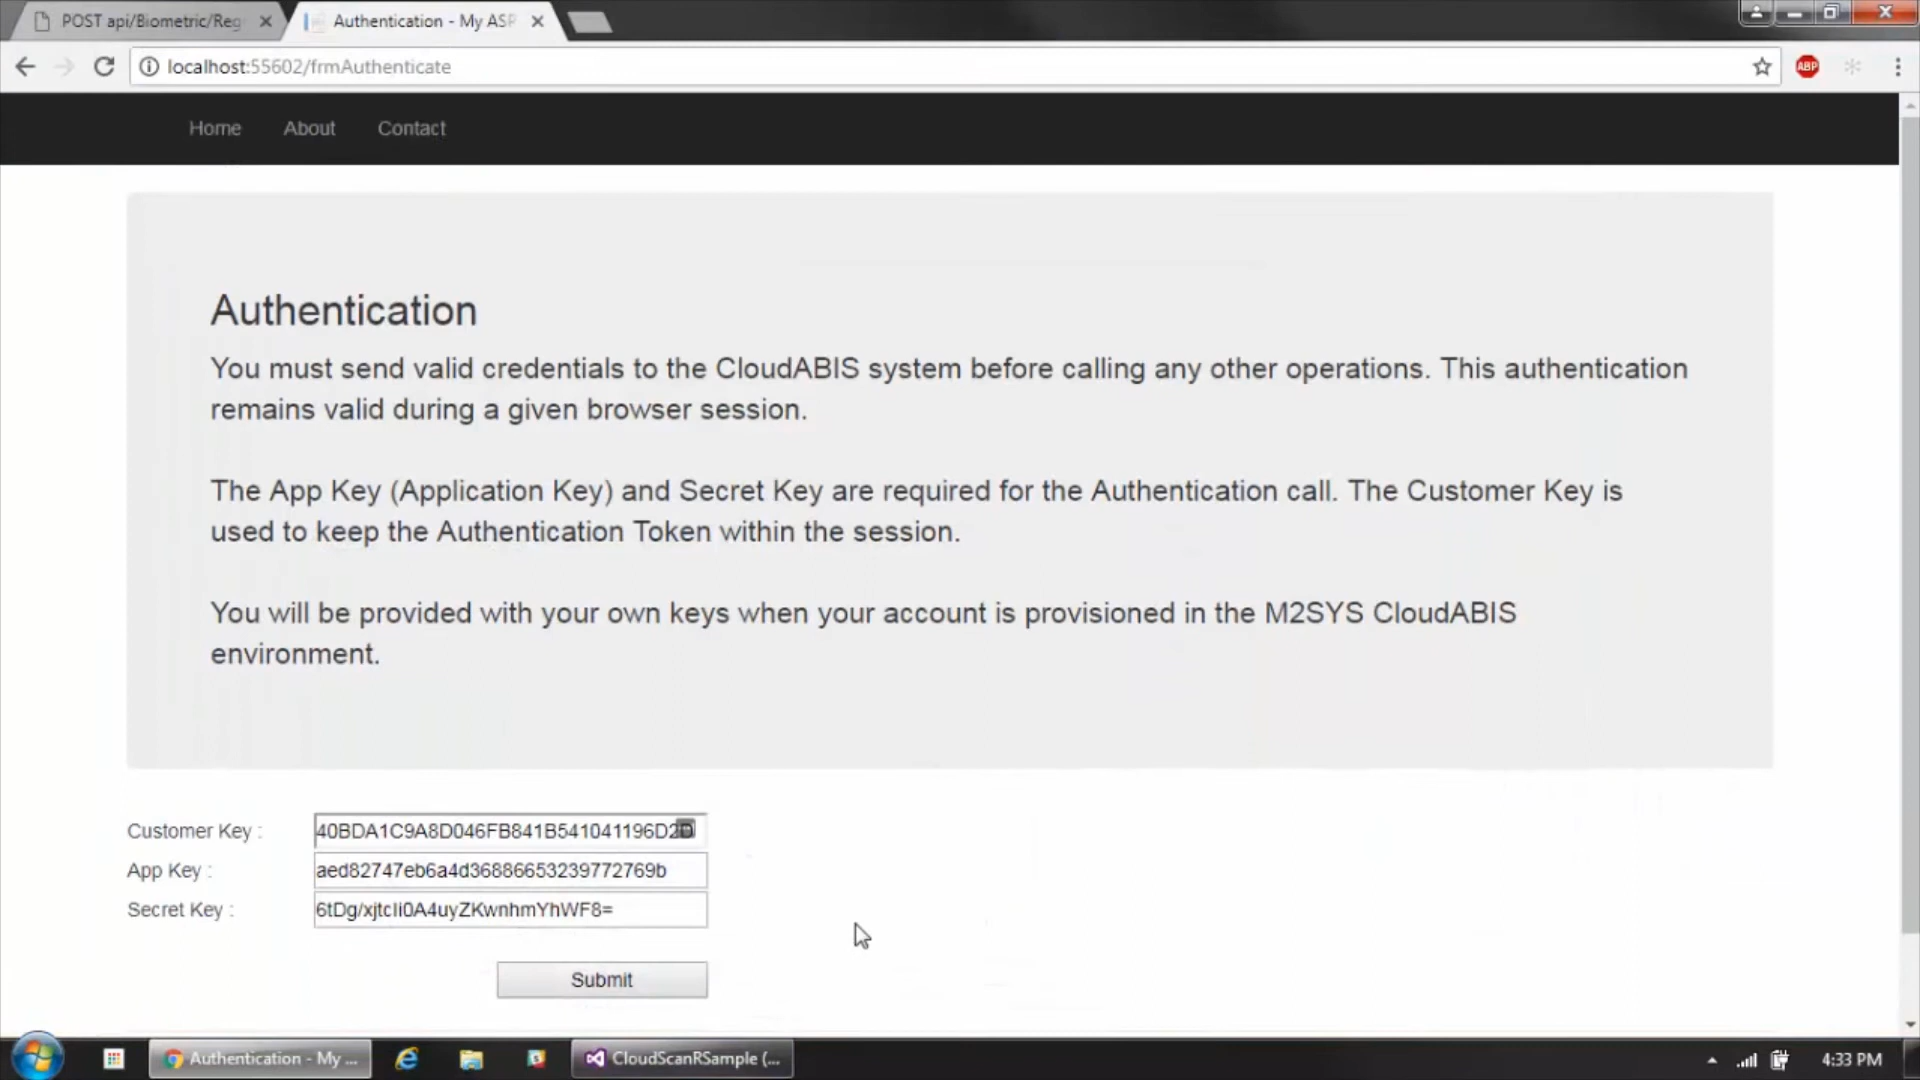 POST api/Biometric/Reg
Authentication - My ASP
localhost:55602/frmAuthenticate
ABP
Home About Contact
Authentication
You must send valid credentials to the CloudABIS system before calling any other operations. This authentication
remains valid during a given browser session.
The App Key (Application Key) and Secret Key are required for the Authentication call. The Customer Key is
used to keep the Authentication Token within the session.
You will be provided with your own keys when your account is provisioned in the M2SYS CloudABIS
environment.
Customer Key : 40BDA1C9A8D046FB841B541041196D2D
App Key : aed82747eb6a4d36886653239772769b
Secret Key : 6tDg/xjtcIi0A4uyZKwnhmYhWF8=
Submit
Authentication - My ...
CloudScanRSample (...
4:33 PM